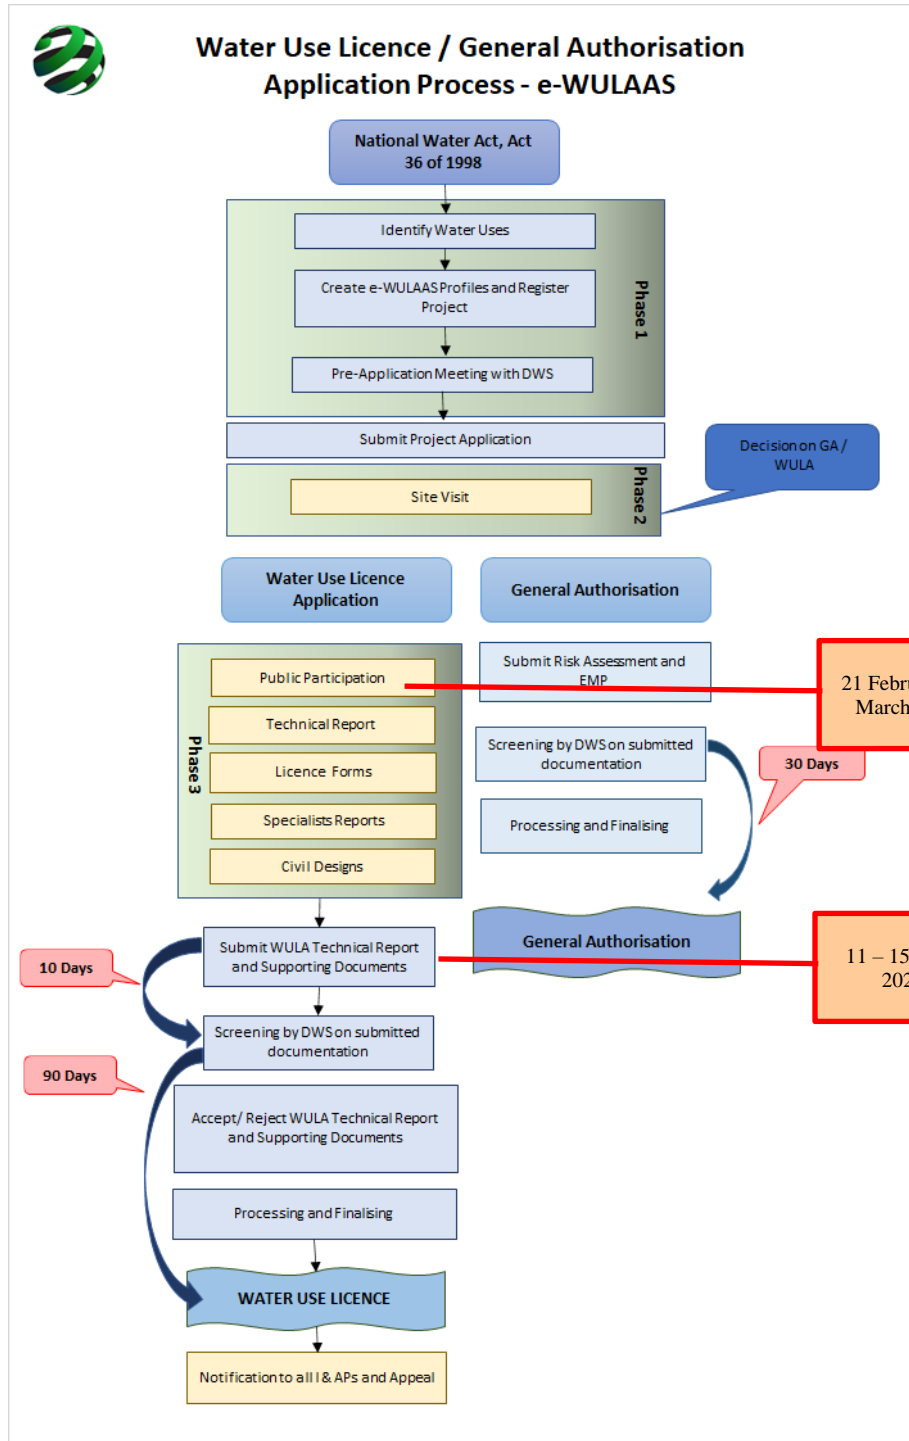 Water Use Licence / General Authorisation
Application Process - e-WULAAS
National Water Act, Act
36 of 1998
Identify Water Uses
Create e-WULAAS Profiles and Register
Project
Pre-Application Meeting with DWS
Phase 1
Submit Project Application
Decision on GA /
WULA
Site Visit
Phase 2
Water Use Licence
Application
General Authorisation
Phase 3
Public Participation
Technical Report
Licence Forms
Specialists Reports
Civil Designs
Submit Risk Assessment and
EMP
21
March
Screening by DWS on submitted
documentation
30 Days
Processing and Finalising
General Authorisation
10 Days
Submit WULA Technical Report
and Supporting Documents
11 – 15
Screening by DWS on submitted
documentation
90 Days
Accept/ Reject WULA Technical Report
and Supporting Documents
Processing and Finalising
WATER USE LICENCE
Notification to all I & APs and Appeal